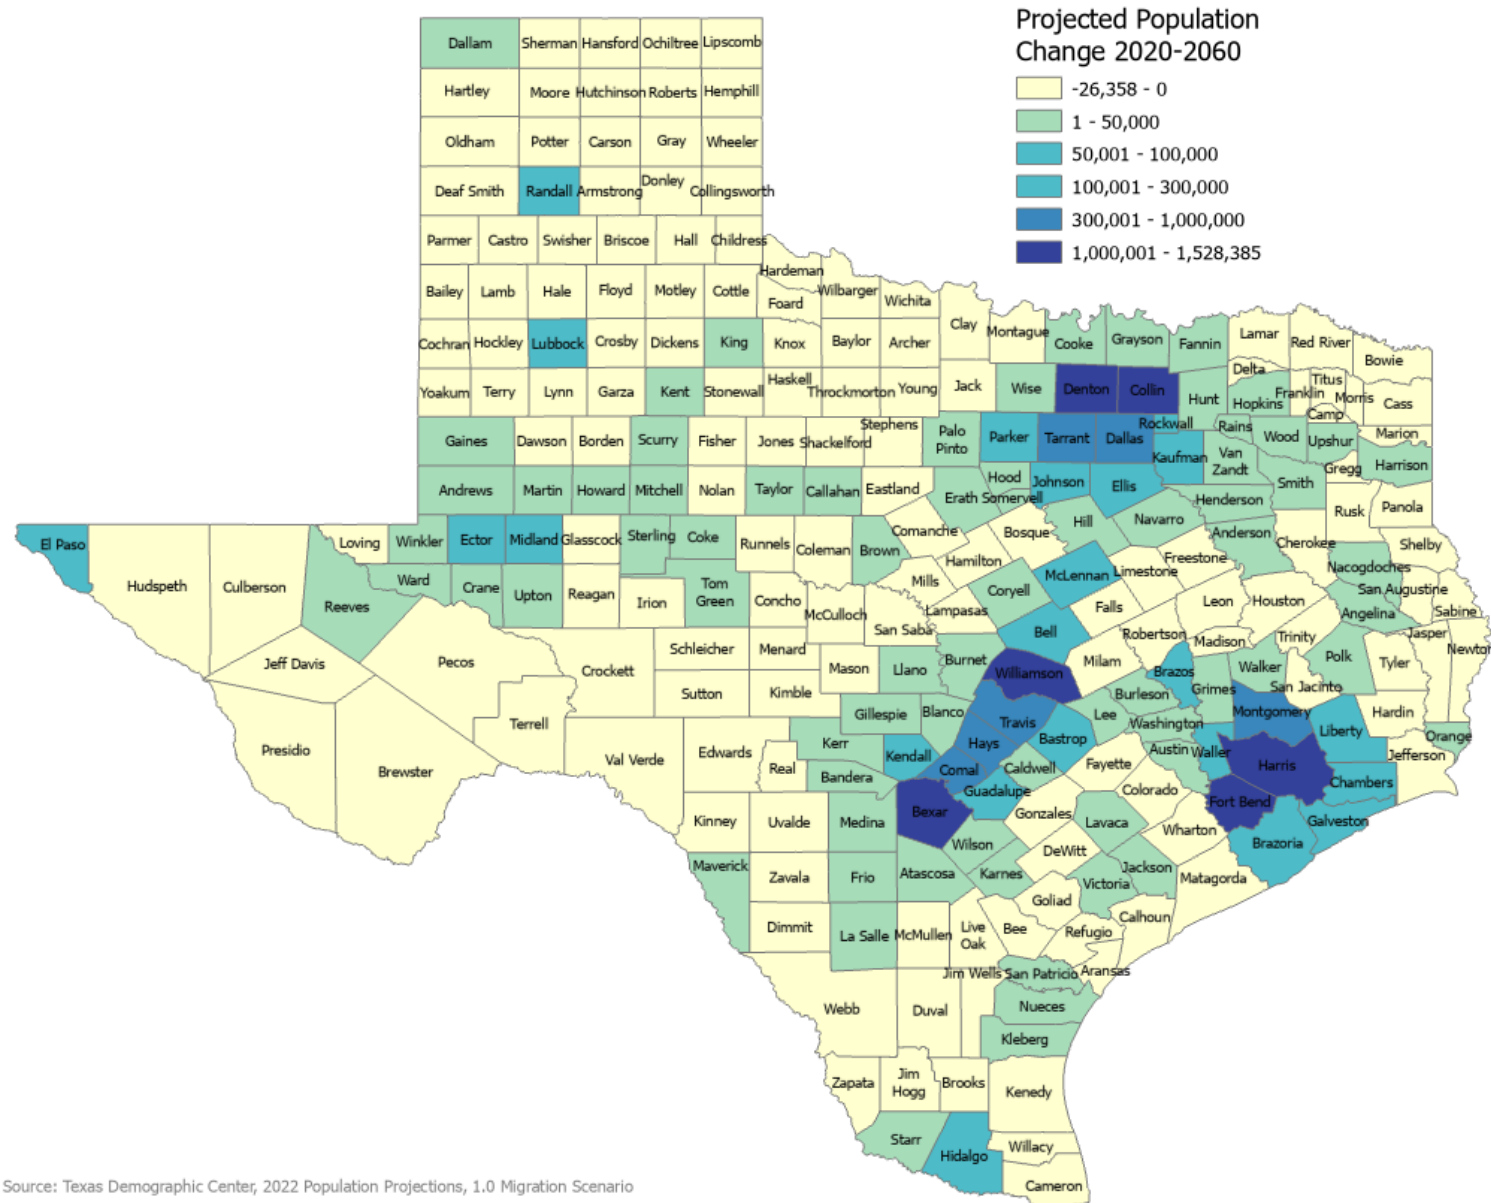 Projected Population
Change 2020-2060
-26,358 - 0
1 - 50,000
50,001 - 100,000
100,001 - 300,000
300,001 - 1,000,000
1,000,001 - 1,528,385
Dallam Sherman Hansford Ochiltree Lipscomb
Hartley Moore Hutchinson Roberts Hemphill
Oldham Potter Carson Gray Wheeler
Deaf Smith Randall Armstrong Donley Collingsworth
Parmer Castro Swisher Briscoe Hall Childress
Hardeman
Bailey Lamb Hale Floyd Motley Cottle Foard Wilbarger Wichita
Clay Montague Cooke Grayson Fannin Lamar Red River Bowie
Cochran Hockley Lubbock Crosby Dickens King Knox Baylor Archer
Yoakum Terry Lynn Garza Kent Stonewall Haskell Throckmorton Young Jack Wise Denton Collin Hunt Delta Hopkins Franklin Titus Morris Camp Cass
Gaines Dawson Borden Scurry Fisher Jones Shackelford Stephens Palo
Pinto Parker Tarrant Dallas Rockwall Kaufman Rains Van
Zandt Wood Upshur Marion
Andrews Martin Howard Mitchell Nolan Taylor Callahan Eastland Erath Hood Somervell Johnson Ellis Henderson Smith Gregg Harrison
El Paso Hudspeth Culberson Loving Winkler Ector Midland Glasscock Sterling Coke Runnels Coleman Brown Comanche Bosque Hill Navarro Anderson Cherokee Rusk Panola
Reeves Ward Crane Upton Reagan Irion Tom
Green Concho McCulloch San Saba Mills Hamilton Lampasas Coryell McLennan Limestone Freestone Falls Leon Houston Nacogdoches Shelby San Augustine Sabine Angelina
Jeff Davis Pecos Crockett Schleicher Menard Mason Llano Burnet Bell Williamson Milam Robertson Brazos Madison Grimes Walker Trinity San Jacinto Polk Tyler Jasper Newton
Presidio Brewster Terrell Val Verde Sutton Kimble Edwards Real Kerr Bandera Gillespie Blanco Kendall Travis Hays Comal Bastrop Caldwell Guadalupe Lee Burleson Washington Austin Waller Montgomery Liberty Hardin Orange Jefferson
Kinney Uvalde Medina Bexar Wilson Gonzales Fayette Colorado Lavaca Wharton Fort Bend Harris Chambers Galveston Brazoria
Maverick Zavala Frio Atascosa Karnes DeWitt Victoria Jackson Matagorda
Dimmit La Salle McMullen Live
Oak Bee Goliad Refugio Calhoun Aransas
Webb Duval Jim Wells San Patricio Nueces Kleberg
Zapata Jim
Hogg Brooks Kenedy
Starr Hidalgo Willacy
Cameron
Source: Texas Demographic Center, 2022 Population Projections, 1.0 Migration Scenario